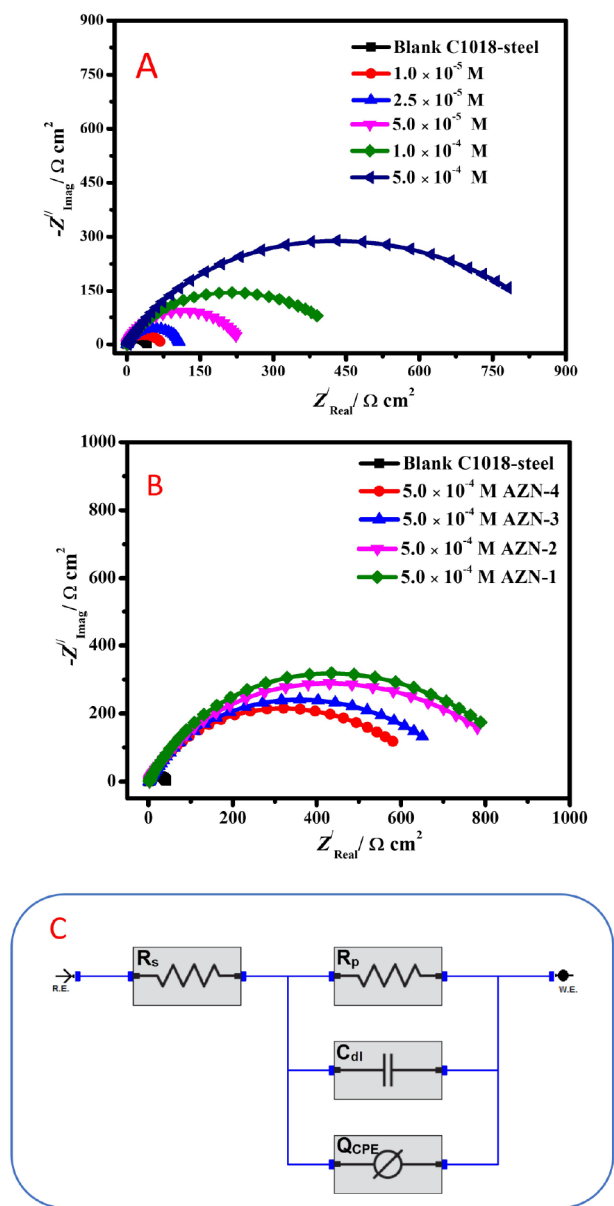 A
900
750
600
450
300
150
0
-Z//Imag/ Ω cm2
Blank C1018-steel
1.0 × 10-5 M
2.5 × 10-5 M
5.0 × 10-5 M
1.0 × 10-4 M
5.0 × 10-4 M
0 150 300 450 600 750 900
Z/Real/ Ω cm2
B
1000
800
600
400
200
0
-Z//Imag/ Ω cm2
Blank C1018-steel
5.0 × 10-4 M AZN-4
5.0 × 10-4 M AZN-3
5.0 × 10-4 M AZN-2
5.0 × 10-4 M AZN-1
0 200 400 600 800 1000
Z/Real/ Ω cm2
C
Rs
Rp
R.E.
W.E.
Cdl
QCPE